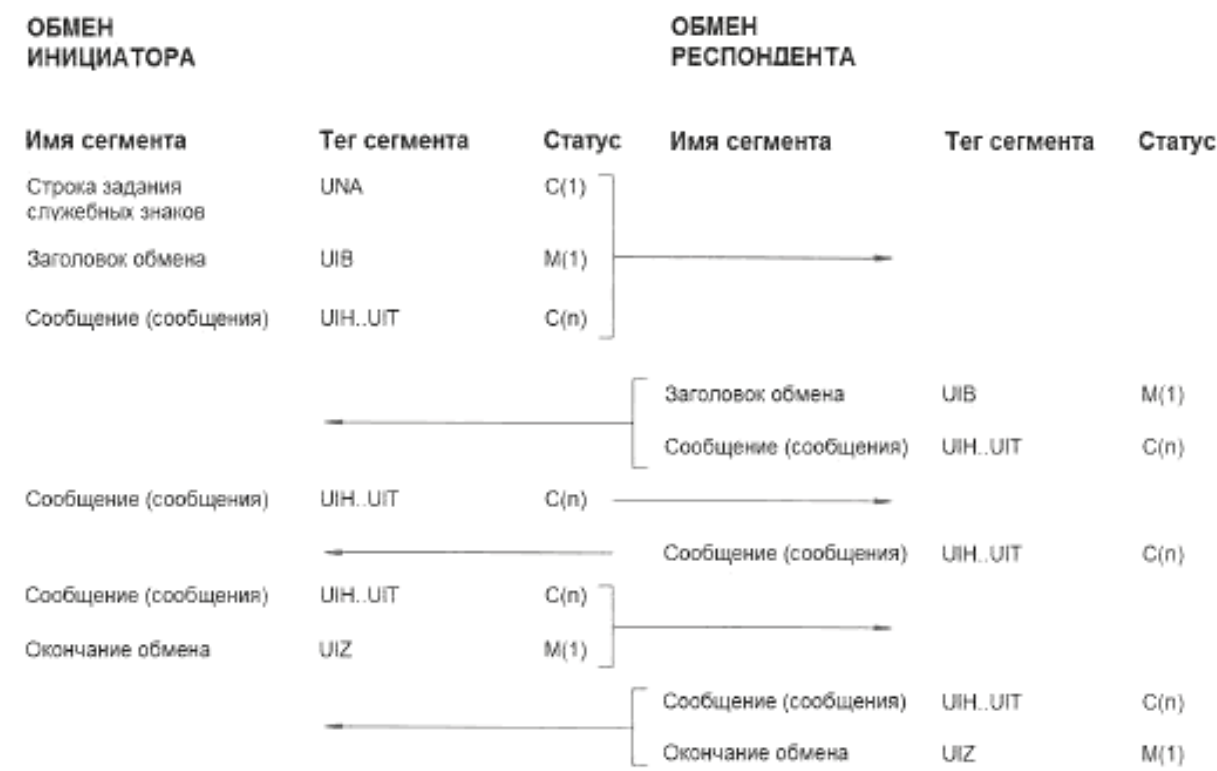 ОБМЕН
ИНИЦИАТОРА
ОБМЕН
РЕСПОНДЕНТА
Имя сегмента Тег сегмента Статус Имя сегмента Тег сегмента Статус
Строка задания
служебных знаков
UNA C(1)
Заголовок обмена UIB M(1)
Сообщение (сообщения) UIH..UIT C(n)
Заголовок обмена UIB M(1)
Сообщение (сообщения) UIH..UIT C(n)
Сообщение (сообщения) UIH..UIT C(n)
Сообщение (сообщения) UIH..UIT C(n)
Сообщение (сообщения) UIH..UIT C(n)
Окончание обмена UIZ M(1)
Сообщение (сообщения) UIH..UIT C(n)
Окончание обмена UIZ M(1)